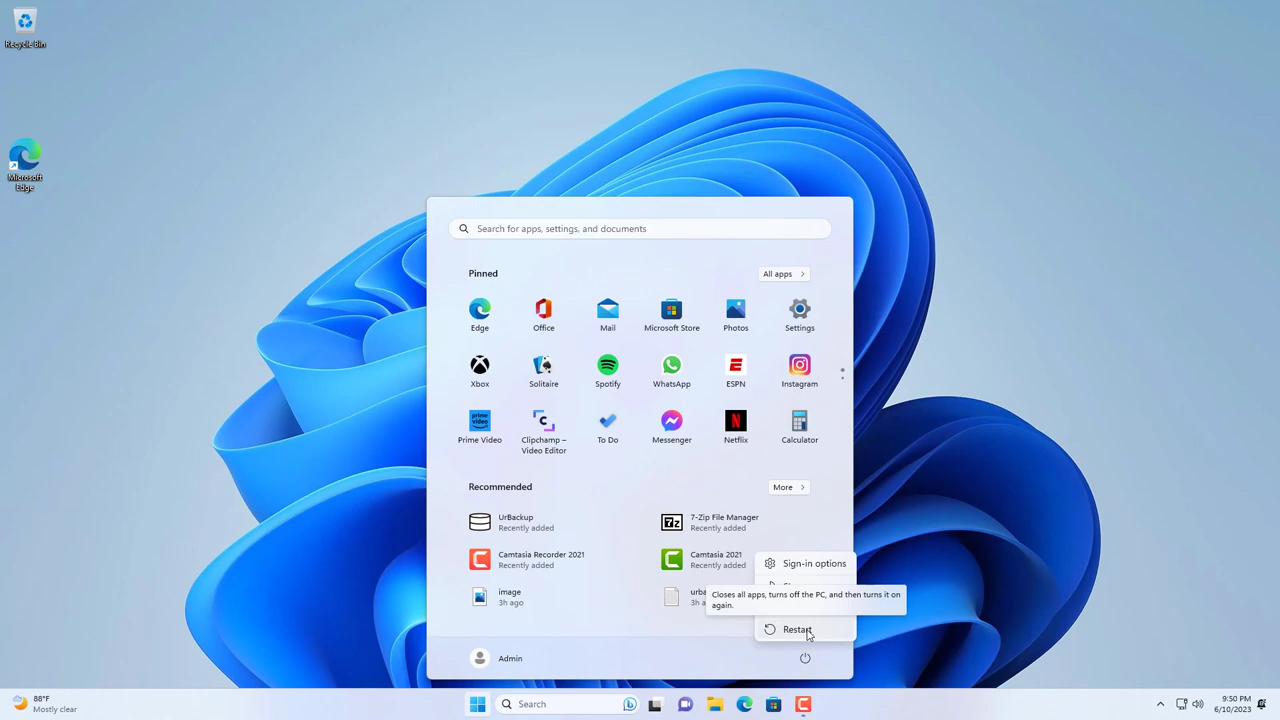 Recycle Bin
Microsoft
Edge
Search for apps, settings, and documents
Pinned
All apps
Edge
Office
Mail
Microsoft Store
Photos
Settings
Xbox
Solitaire
Spotify
WhatsApp
ESPN
Instagram
prime
video
Prime Video
Clipchamp –
Video Editor
To Do
Messenger
Netflix
Calculator
Recommended
More
UrBackup
Recently added
7z
7-Zip File Manager
Recently added
Camtasia Recorder 2021
Recently added
Camtasia 2021
Recently added
image
3h ago
Sign-in options
Closes all apps, turns off the PC, and then turns it on
again.
Restart
Admin
88°F
Mostly clear
Search
9:50 PM
6/10/2023